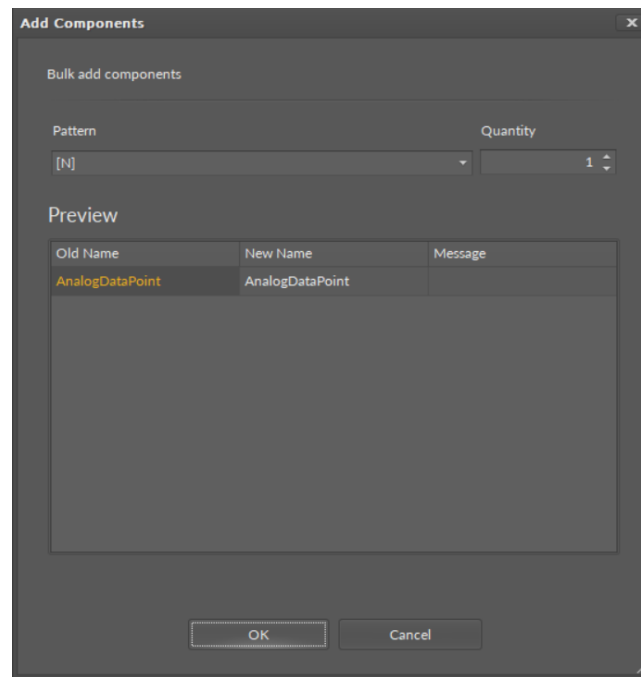 Add Components
Bulk add components
Pattern Quantity
[N] 1
Preview
Old Name New Name Message
AnalogDataPoint AnalogDataPoint
OK Cancel